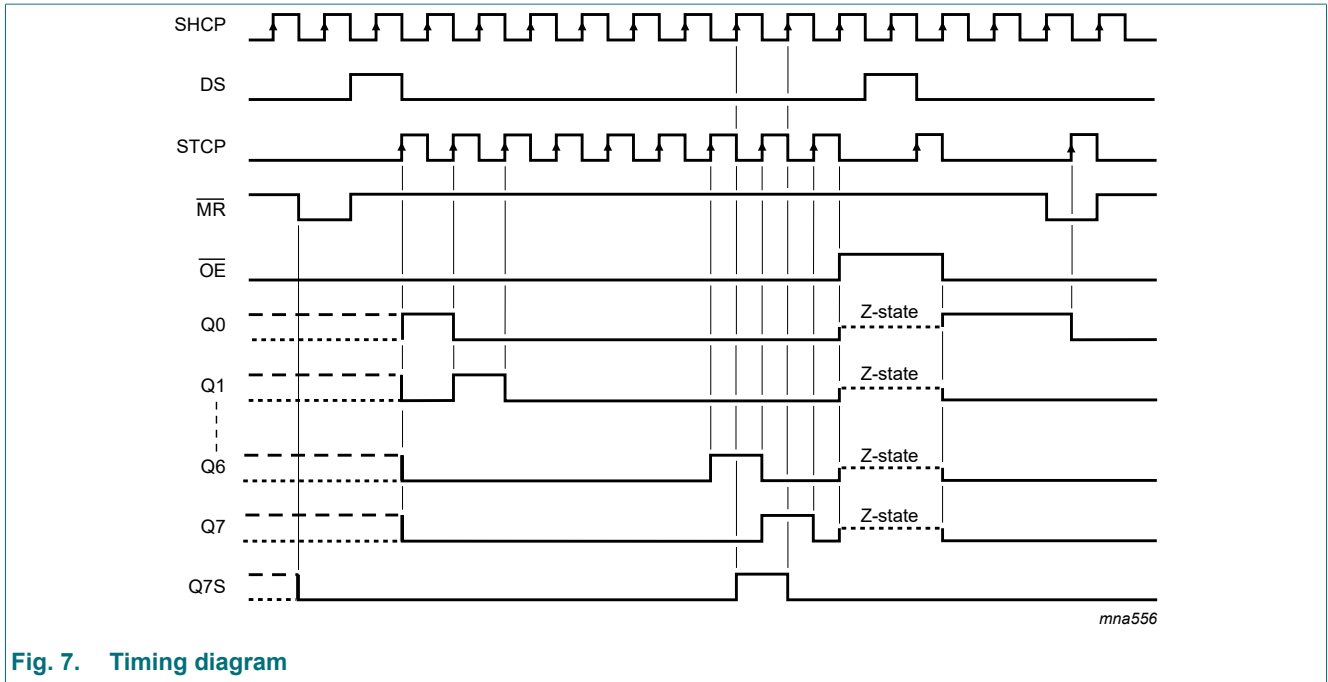 SHCP
DS
STCP
MR
OE
Q0
Z-state
Q1
Z-state
Q6
Z-state
Q7
Z-state
Q7S
mna556
Fig. 7. Timing diagram